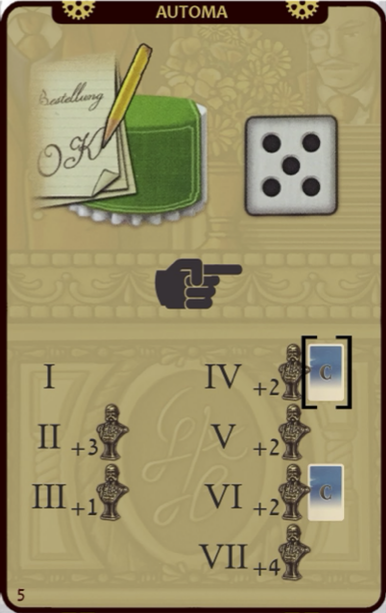 AUTOMA
Bestellung
OK
I
IV +2 C
II +3
V +2
III +1
VI +2 C
VII +4
5